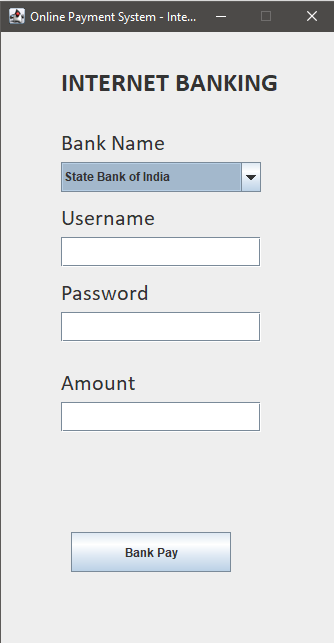 Online Payment System - Inte...
INTERNET BANKING
Bank Name
State Bank of India
Username
Password
Amount
Bank Pay